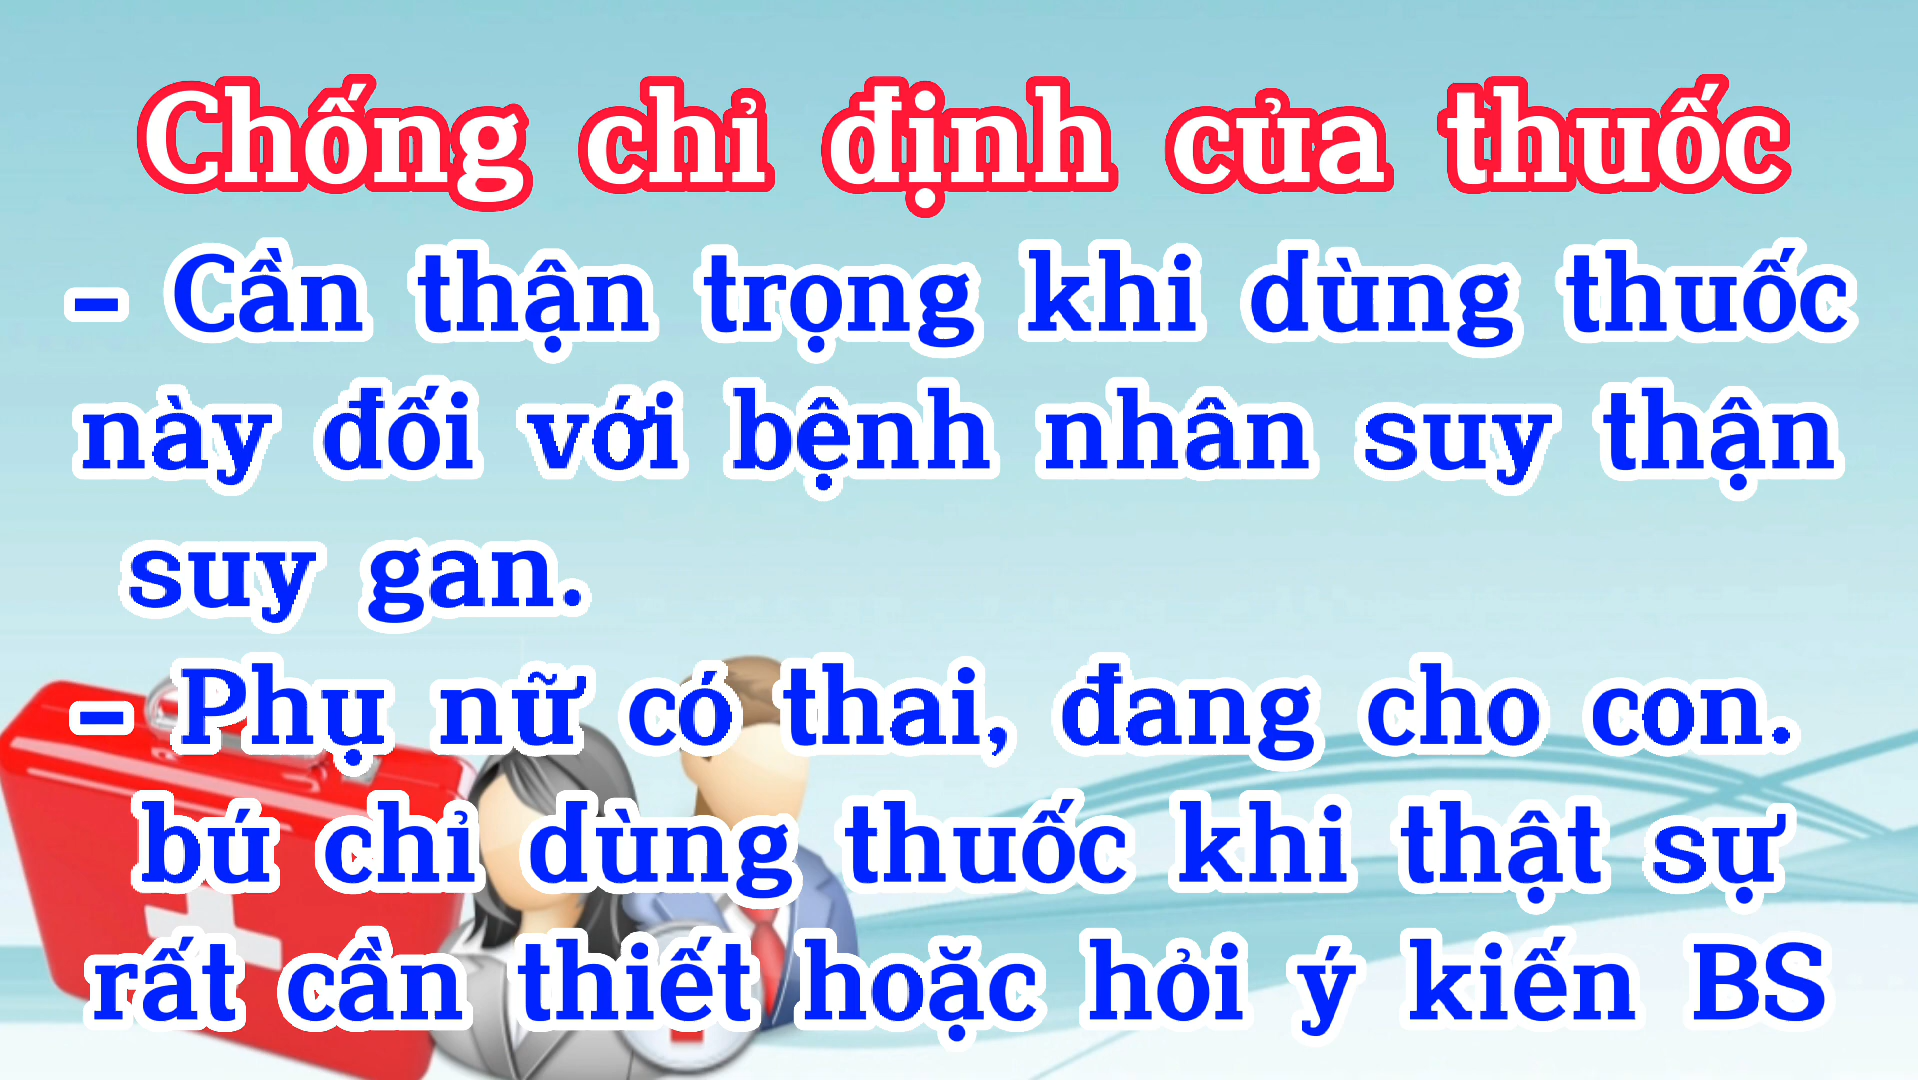 Chống chỉ định của thuốc
- Cần thận trọng khi dùng thuốc
này đối với bệnh nhân suy thận
suy gan.
- Phụ nữ có thai, đang cho con.
bú chỉ dùng thuốc khi thật sự
rất cần thiết hoặc hỏi ý kiến BS